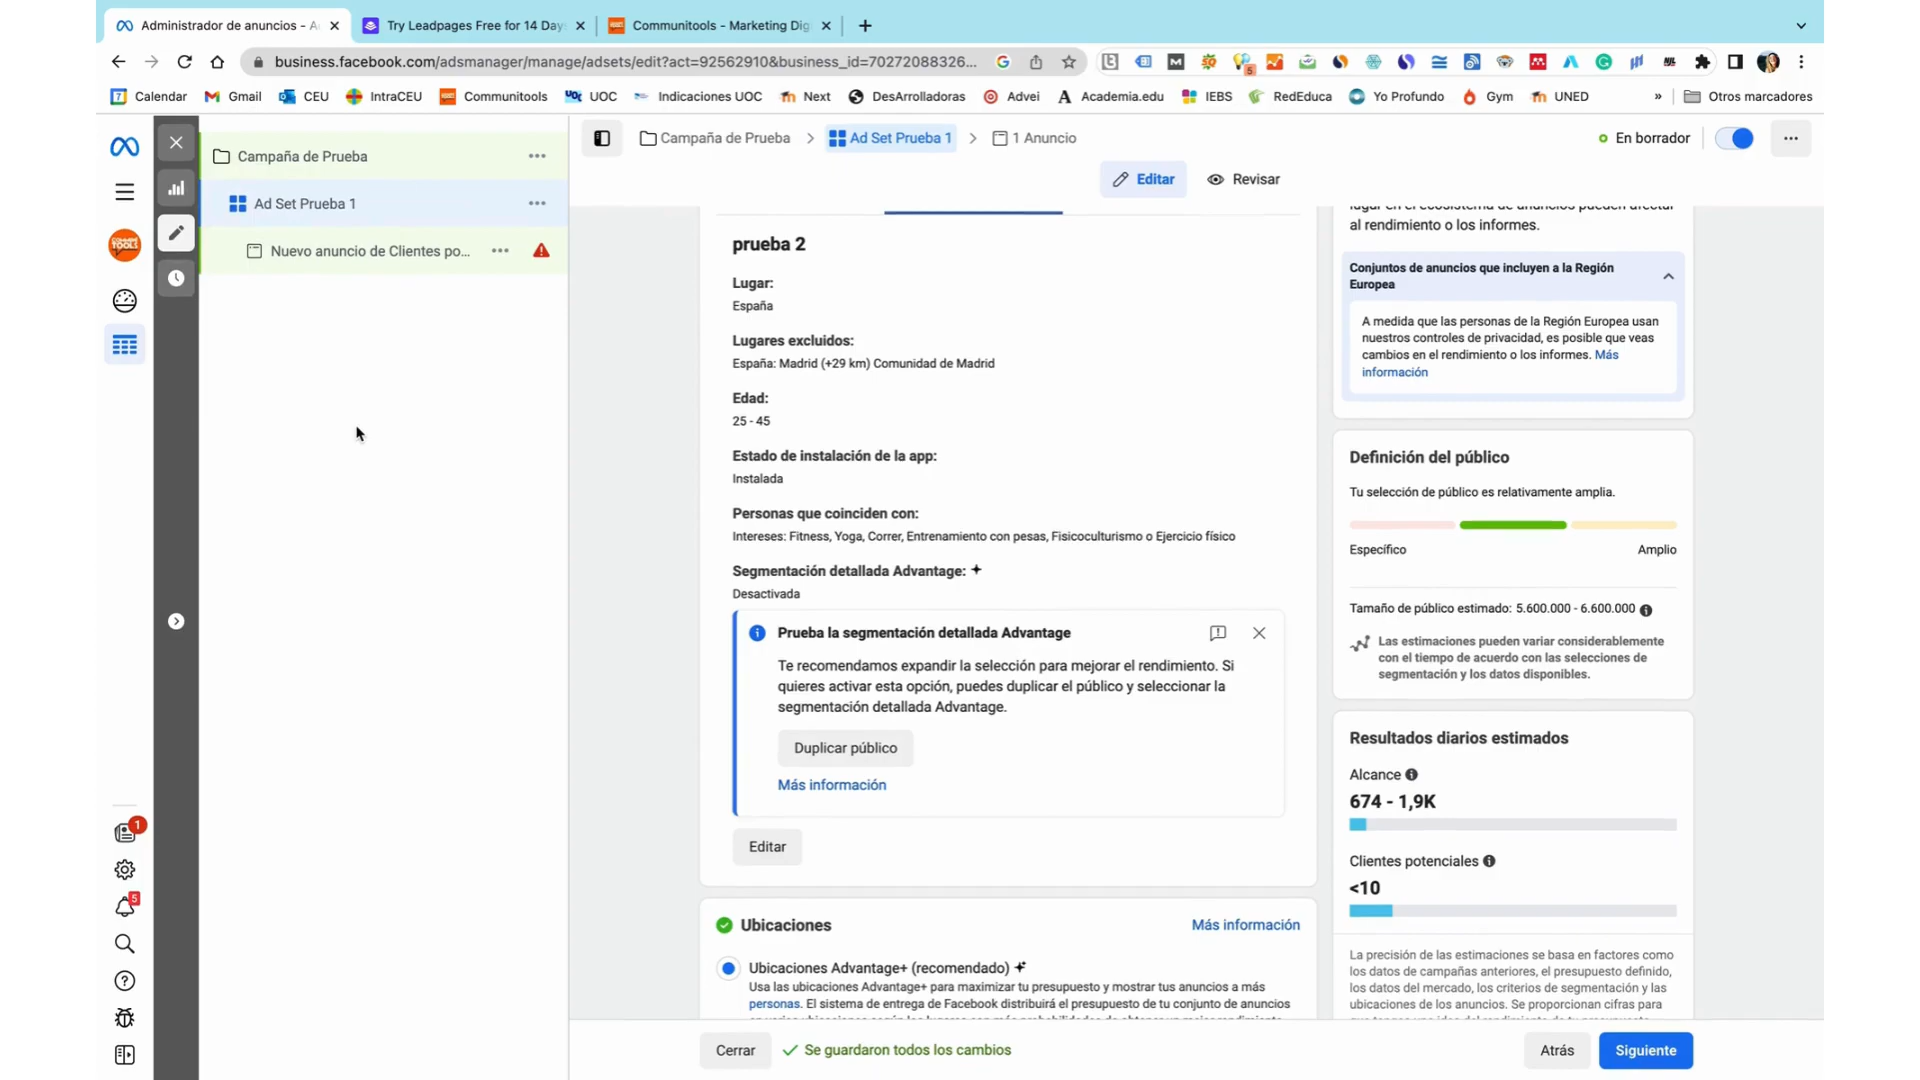 Administrador de anuncios - A
Try Leadpages Free for 14 Days
Communitools - Marketing Dig
business.facebook.com/adsmanager/manage/adsets/edit?act=92562910&business_id=70272088326...
5
7 Calendar
Gmail
CEU
IntraCEU
Communitools
UOC UOC
Indicaciones UOC
Next
DesArrolladoras
Advei
Academia.edu
IEBS
RedEduca
Yo Profundo
Gym
UNED
»
Otros marcadores
Campaña de Prueba
Ad Set Prueba 1
Nuevo anuncio de Clientes po...
1
5
Campaña de Prueba
Ad Set Prueba 1
1 Anuncio
En borrador
Editar
Revisar
prueba 2
Lugar:
España
Lugares excluidos:
España: Madrid (+29 km) Comunidad de Madrid
Edad:
25 - 45
Estado de instalación de la app:
Instalada
Personas que coinciden con:
Intereses: Fitness, Yoga, Correr, Entrenamiento con pesas, Fisicoculturismo o Ejercicio físico
Segmentación detallada Advantage:
Desactivada
Prueba la segmentación detallada Advantage
Te recomendamos expandir la selección para mejorar el rendimiento. Si
quieres activar esta opción, puedes duplicar el público y seleccionar la
segmentación detallada Advantage.
Duplicar público
Más información
Editar
Ubicaciones
Más información
Ubicaciones Advantage+ (recomendado)
Usa las ubicaciones Advantage+ para maximizar tu presupuesto y mostrar tus anuncios a más
personas. El sistema de entrega de Facebook distribuirá el presupuesto de tu conjunto de anuncios
lugar en el ecosistema de anuncios pueden afectar
al rendimiento o los informes.
Conjuntos de anuncios que incluyen a la Región
Europea
A medida que las personas de la Región Europea usan
nuestros controles de privacidad, es posible que veas
cambios en el rendimiento o los informes. Más
información
Definición del público
Tu selección de público es relativamente amplia.
Específico
Amplio
Tamaño de público estimado: 5.600.000 - 6.600.000
Las estimaciones pueden variar considerablemente
con el tiempo de acuerdo con las selecciones de
segmentación y los datos disponibles.
Resultados diarios estimados
Alcance
674 - 1,9K
Clientes potenciales
<10
La precisión de las estimaciones se basa en factores como
los datos de campañas anteriores, el presupuesto definido,
los datos del mercado, los criterios de segmentación y las
ubicaciones de los anuncios. Se proporcionan cifras para
Cerrar
Se guardaron todos los cambios
Atrás
Siguiente